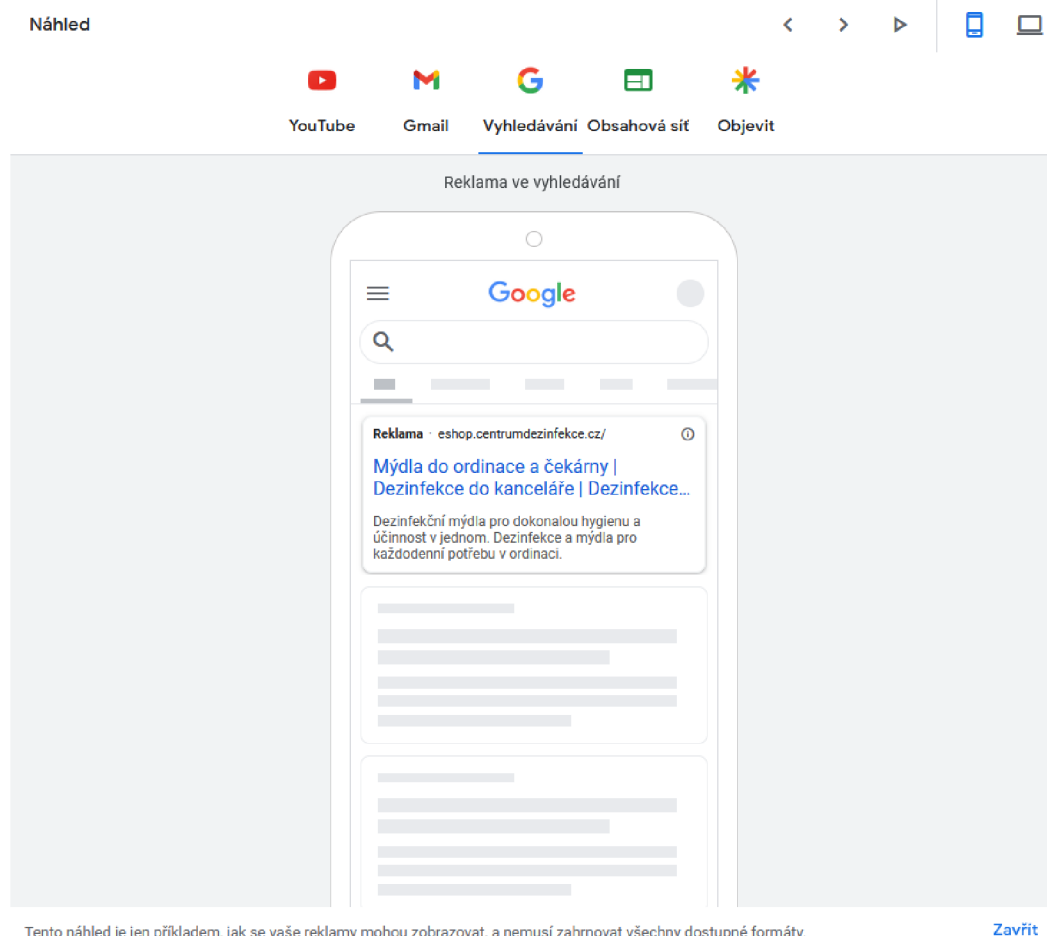 Náhled
YouTube
Gmail
Vyhledávání
Obsahová síť
Objevit
Reklama ve vyhledávání
Google
Reklama · eshop.centrumdezinfekce.cz/
Mýdla do ordinace a čekárny |
Dezinfekce do kanceláře | Dezinfekce...
Dezinfekční mýdla pro dokonalou hygienu a
účinnost v jednom. Dezinfekce a mýdla pro
každodenní potřebu v ordinaci.
Tento náhled je jen příkladem, jak se vaše reklamy mohou zobrazovat, a nemusí zahrnovat všechny dostupné formáty.
Zavřít